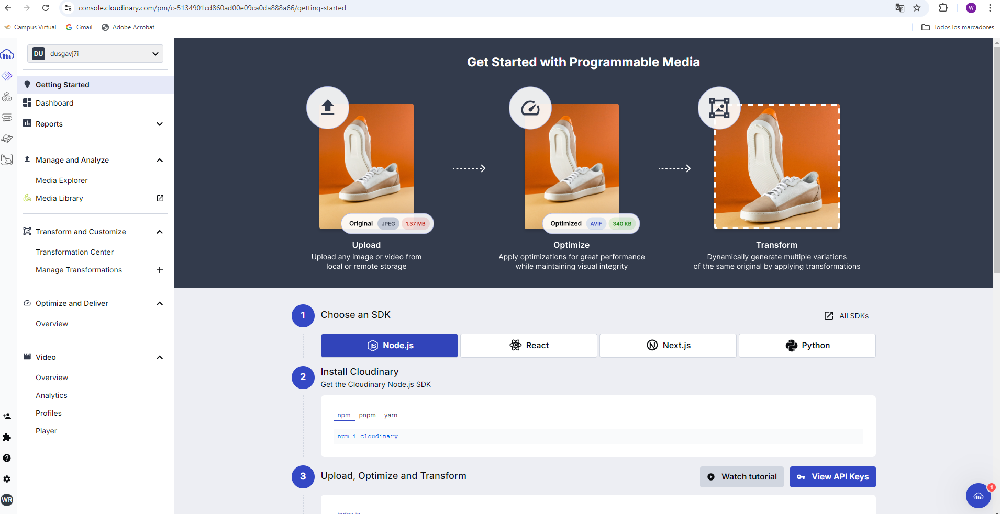 console.cloudinary.com/pm/c-5134901cd860ad00e09ca0da888a66/getting-started
W
Campus Virtual
Gmail
Adobe Acrobat
Todos los marcadores
DU dusgavj7i
Getting Started
Dashboard
Reports
Manage and Analyze
Media Explorer
Media Library
Transform and Customize
Transformation Center
Manage Transformations
Optimize and Deliver
Overview
Video
Overview
Analytics
Profiles
Player
WR
Get Started with Programmable Media
Original JPEG 1.37 MB
Upload
Upload any image or video from
local or remote storage
Optimized AVIF 340 KB
Optimize
Apply optimizations for great performance
while maintaining visual integrity
Transform
Dynamically generate multiple variations
of the same original by applying transformations
1 Choose an SDK
All SDKs
JS Node.js
React
Next.js
Python
2 Install Cloudinary
Get the Cloudinary Node.js SDK
npm pnpm yarn
npm i cloudinary
3 Upload, Optimize and Transform
Watch tutorial
View API Keys
1
index.js